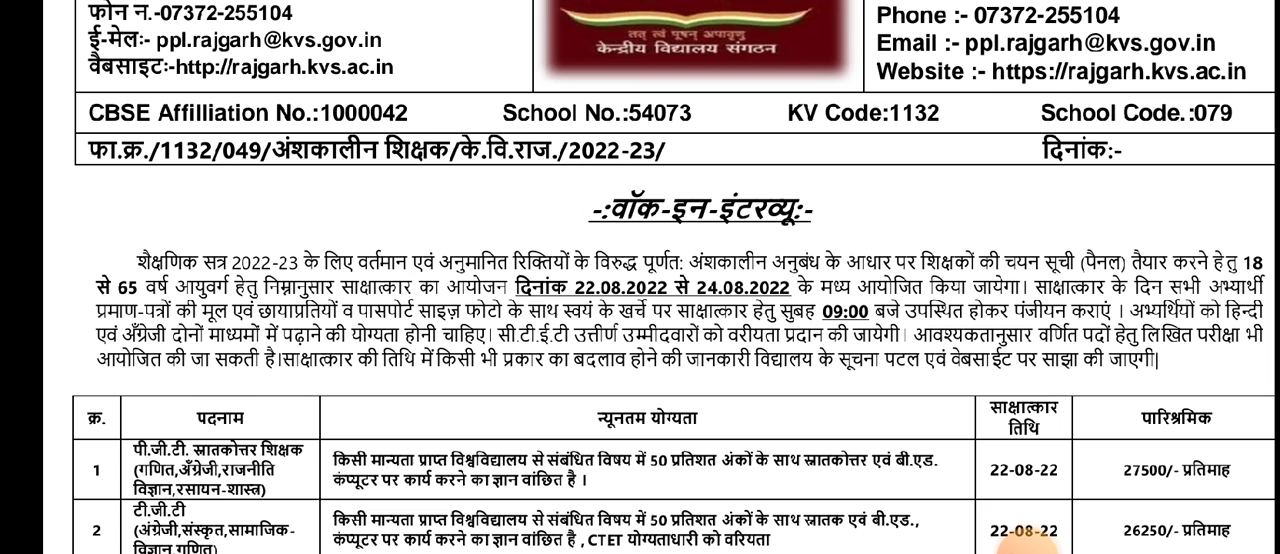 फोन न.-07372-255104
ई-मेलः- ppl.rajgarh@kvs.gov.in
वैबसाइटः-http://rajgarh.kvs.ac.in
तत् त्वं पूषन् अपावृणु
केन्द्रीय विद्यालय संगठन
Phone :- 07372-255104
Email :- ppl.rajgarh@kvs.gov.in
Website :- https://rajgarh.kvs.ac.in
CBSE Affilliation No.:1000042 School No.:54073 KV Code:1132 School Code.:079
फा.क्र./1132/049/अंशकालीन शिक्षक/के.वि.राज./2022-23/ दिनांक:-
-:वॉक-इन-इंटरव्यू:-
शैक्षणिक सत्र 2022-23 के लिए वर्तमान एवं अनुमानित रिक्तियों के विरुद्ध पूर्णत: अंशकालीन अनुबंध के आधार पर शिक्षकों की चयन सूची (पैनल) तैयार करने हेतु 18
से 65 वर्ष आयुवर्ग हेतु निम्नानुसार साक्षात्कार का आयोजन दिनांक 22.08.2022 से 24.08.2022 के मध्य आयोजित किया जायेगा। साक्षात्कार के दिन सभी अभ्यार्थी
प्रमाण-पत्रों की मूल एवं छायाप्रतियों व पासपोर्ट साइज़ फोटो के साथ स्वयं के खर्चे पर साक्षात्कार हेतु सुबह 09:00 बजे उपस्थित होकर पंजीयन कराएं । अभ्यर्थियों को हिन्दी
एवं अँग्रेजी दोनों माध्यमों में पढ़ाने की योग्यता होनी चाहिए। सी.टी.ई.टी उत्तीर्ण उम्मीदवारों को वरीयता प्रदान की जायेगी। आवश्यकतानुसार वर्णित पदों हेतु लिखित परीक्षा भी
आयोजित की जा सकती है।साक्षात्कार की तिथि में किसी भी प्रकार का बदलाव होने की जानकारी विद्यालय के सूचना पटल एवं वेबसाईट पर साझा की जाएगी|
क्र. पदनाम न्यूनतम योग्यता साक्षात्कार तिथि पारिश्रमिक
1 पी.जी.टी. स्नातकोत्तर शिक्षक
(गणित,अँग्रेजी,राजनीति
विज्ञान,रसायन-शास्त्र)
किसी मान्यता प्राप्त विश्वविद्यालय से संबंधित विषय में 50 प्रतिशत अंकों के साथ स्नातकोत्तर एवं बी.एड.
कंप्यूटर पर कार्य करने का ज्ञान वांछित है ।
22-08-22 27500/- प्रतिमाह
2 टी.जी.टी
(अंग्रेजी,संस्कृत,सामाजिक-
विज्ञान,गणित)
किसी मान्यता प्राप्त विश्वविद्यालय से संबंधित विषय में 50 प्रतिशत अंकों के साथ स्नातक एवं बी.एड.,
कंप्यूटर पर कार्य करने का ज्ञान वांछित है , CTET योग्यताधारी को वरियता
22-08-22 26250/- प्रतिमाह